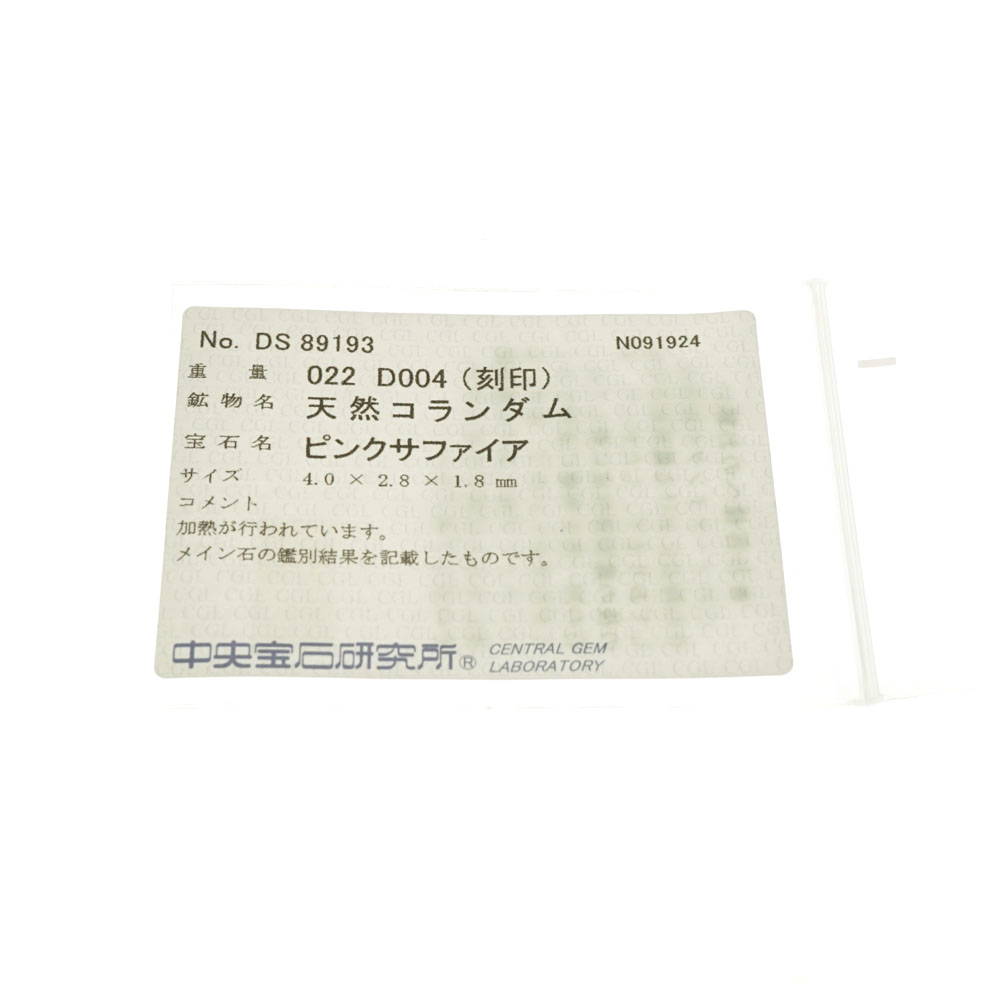 No. DS 89193 N091924
重 量 022 D004 (刻印)
鉱物名 天然コランダム
宝石名 ピンクサファイア
サイズ 4.0 × 2.8 × 1.8 mm
コメント
加熱が行われています。
メイン石の鑑別結果を記載したものです。
中央宝石研究所® CENTRAL GEM
LABORATORY